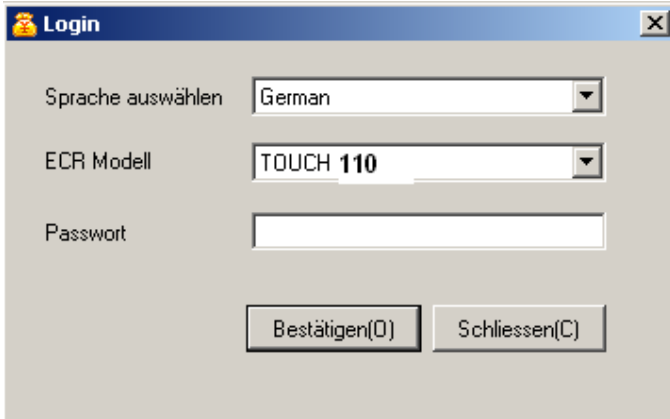 Login
Sprache auswählen German
ECR Modell TOUCH 110
Passwort
Bestätigen(O) Schliessen(C)